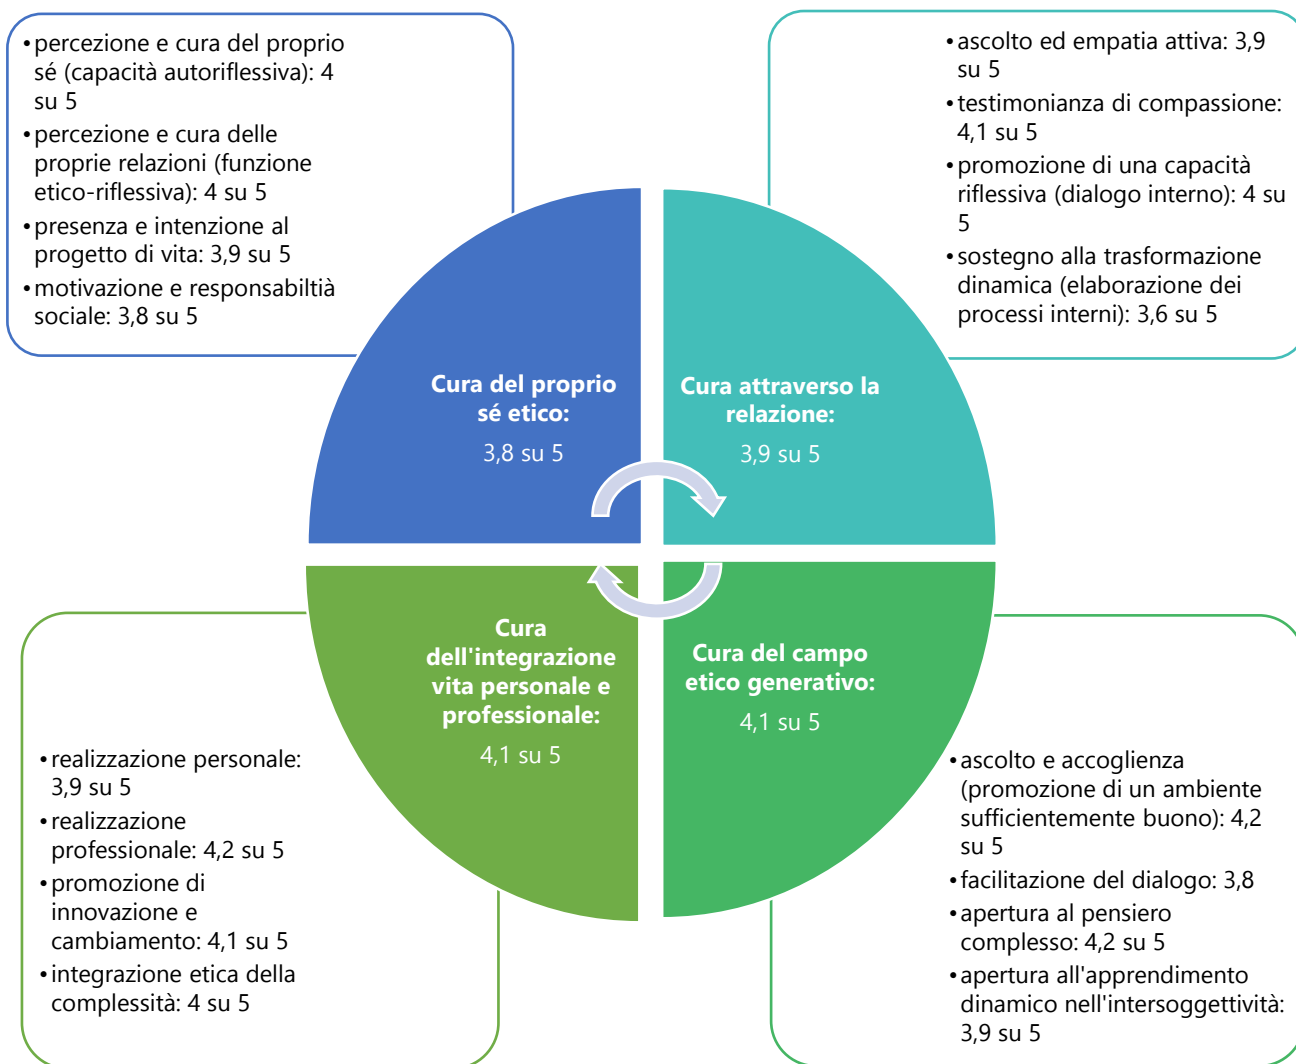 •percezione e cura del proprio
sé (capacità autoriflessiva): 4
su 5
•percezione e cura delle
proprie relazioni (funzione
etico-riflessiva): 4 su 5
•presenza e intenzione al
progetto di vita: 3,9 su 5
•motivazione e responsabiltià
sociale: 3,8 su 5
•ascolto ed empatia attiva: 3,9
su 5
•testimonianza di compassione:
4,1 su 5
•promozione di una capacità
riflessiva (dialogo interno): 4 su
5
•sostegno alla trasformazione
dinamica (elaborazione dei
processi interni): 3,6 su 5
Cura del proprio
sé etico:
3,8 su 5
Cura attraverso la
relazione:
3,9 su 5
Cura
dell'integrazione
vita personale e
professionale:
4,1 su 5
Cura del campo
etico generativo:
4,1 su 5
•realizzazione personale:
3,9 su 5
•realizzazione
professionale: 4,2 su 5
•promozione di
innovazione e
cambiamento: 4,1 su 5
•integrazione etica della
complessità: 4 su 5
•ascolto e accoglienza
(promozione di un ambiente
sufficientemente buono): 4,2
su 5
•facilitazione del dialogo: 3,8
•apertura al pensiero
complesso: 4,2 su 5
•apertura all'apprendimento
dinamico nell'intersoggettività:
3,9 su 5